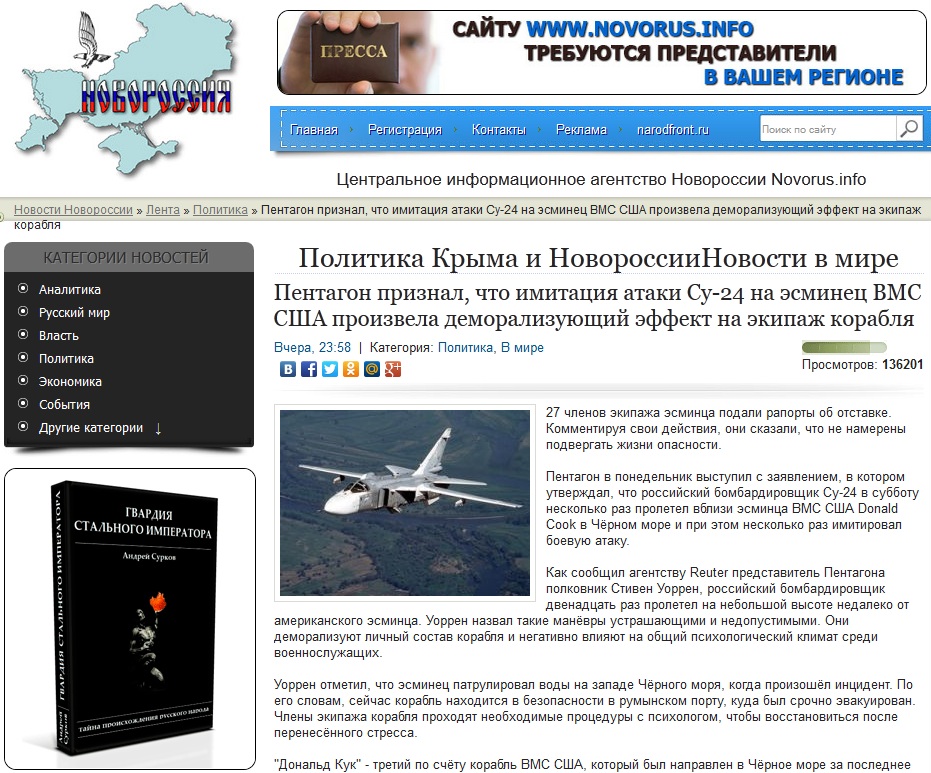 НОВОРОССИЯ
ПРЕССА
САЙТУ WWW.NOVORUS.INFO
ТРЕБУЮТСЯ ПРЕДСТАВИТЕЛИ
В ВАШЕМ РЕГИОНЕ
Главная Регистрация Контакты Реклама narodfront.ru Поиск по сайту
Центральное информационное агентство Новороссии Novorus.info
Новости Новороссии » Лента » Политика » Пентагон признал, что имитация атаки Су-24 на эсминец ВМС США произвела деморализующий эффект на экипаж
корабля
КАТЕГОРИИ НОВОСТЕЙ
Аналитика
Русский мир
Власть
Политика
Экономика
События
Другие категории ↓
ГВАРДИЯ
СТАЛЬНОГО ИМПЕРАТОРА
Андрей Сурков
тайна происхождения русского народа
Андрей Сурков ГВАРДИЯ СТАЛЬНОГО ИМПЕРАТОРА
Политика Крыма и НовороссииНовости в мире
Пентагон признал, что имитация атаки Су-24 на эсминец ВМС
США произвела деморализующий эффект на экипаж корабля
Вчера, 23:58 | Категория: Политика, В мире
Просмотров: 136201
27 членов экипажа эсминца подали рапорты об отставке.
Комментируя свои действия, они сказали, что не намерены
подвергать жизни опасности.
Пентагон в понедельник выступил с заявлением, в котором
утверждал, что российский бомбардировщик Су-24 в субботу
несколько раз пролетел вблизи эсминца ВМС США Donald
Cook в Чёрном море и при этом несколько раз имитировал
боевую атаку.
Как сообщил агентству Reuter представитель Пентагона
полковник Стивен Уоррен, российский бомбардировщик
двенадцать раз пролетел на небольшой высоте недалеко от
американского эсминца. Уоррен назвал такие манёвры устрашающими и недопустимыми. Они
деморализуют личный состав корабля и негативно влияют на общий психологический климат среди
военнослужащих.
Уоррен отметил, что эсминец патрулировал воды на западе Чёрного моря, когда произошёл инцидент. По
его словам, сейчас корабль находится в безопасности в румынском порту, куда был срочно эвакуирован.
Члены экипажа корабля проходят необходимые процедуры с психологом, чтобы восстановиться после
перенесённого стресса.
"Дональд Кук" - третий по счёту корабль ВМС США, который был направлен в Чёрное море за последнее